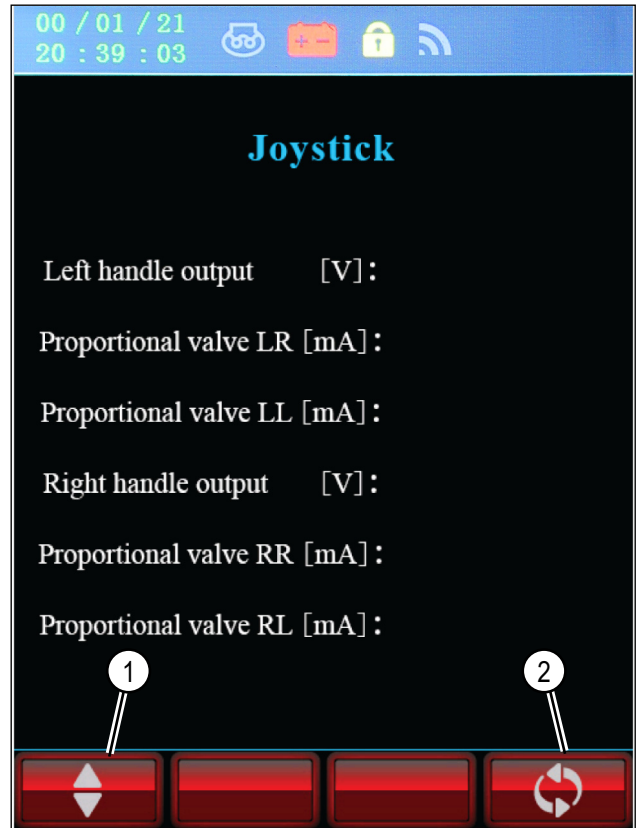 00 / 01 / 21
20 : 39 : 03
Joystick
Left handle output [V]:
Proportional valve LR [mA]:
Proportional valve LL [mA]:
Right handle output [V]:
Proportional valve RR [mA]:
Proportional valve RL [mA]:
1
2